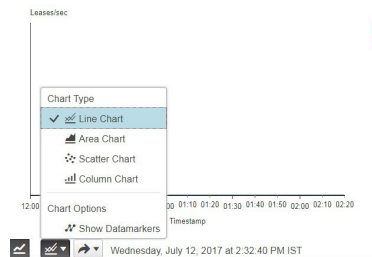 Leases/sec
Chart Type
Line Chart
Area Chart
Scatter Chart
Column Chart
Chart Options
Show Datamarkers
12:00 00 01:10 01:20 01:30 01:40 01:50 02:00 02:10 02:20
Timestamp
Wednesday, July 12, 2017 at 2:32:40 PM IST